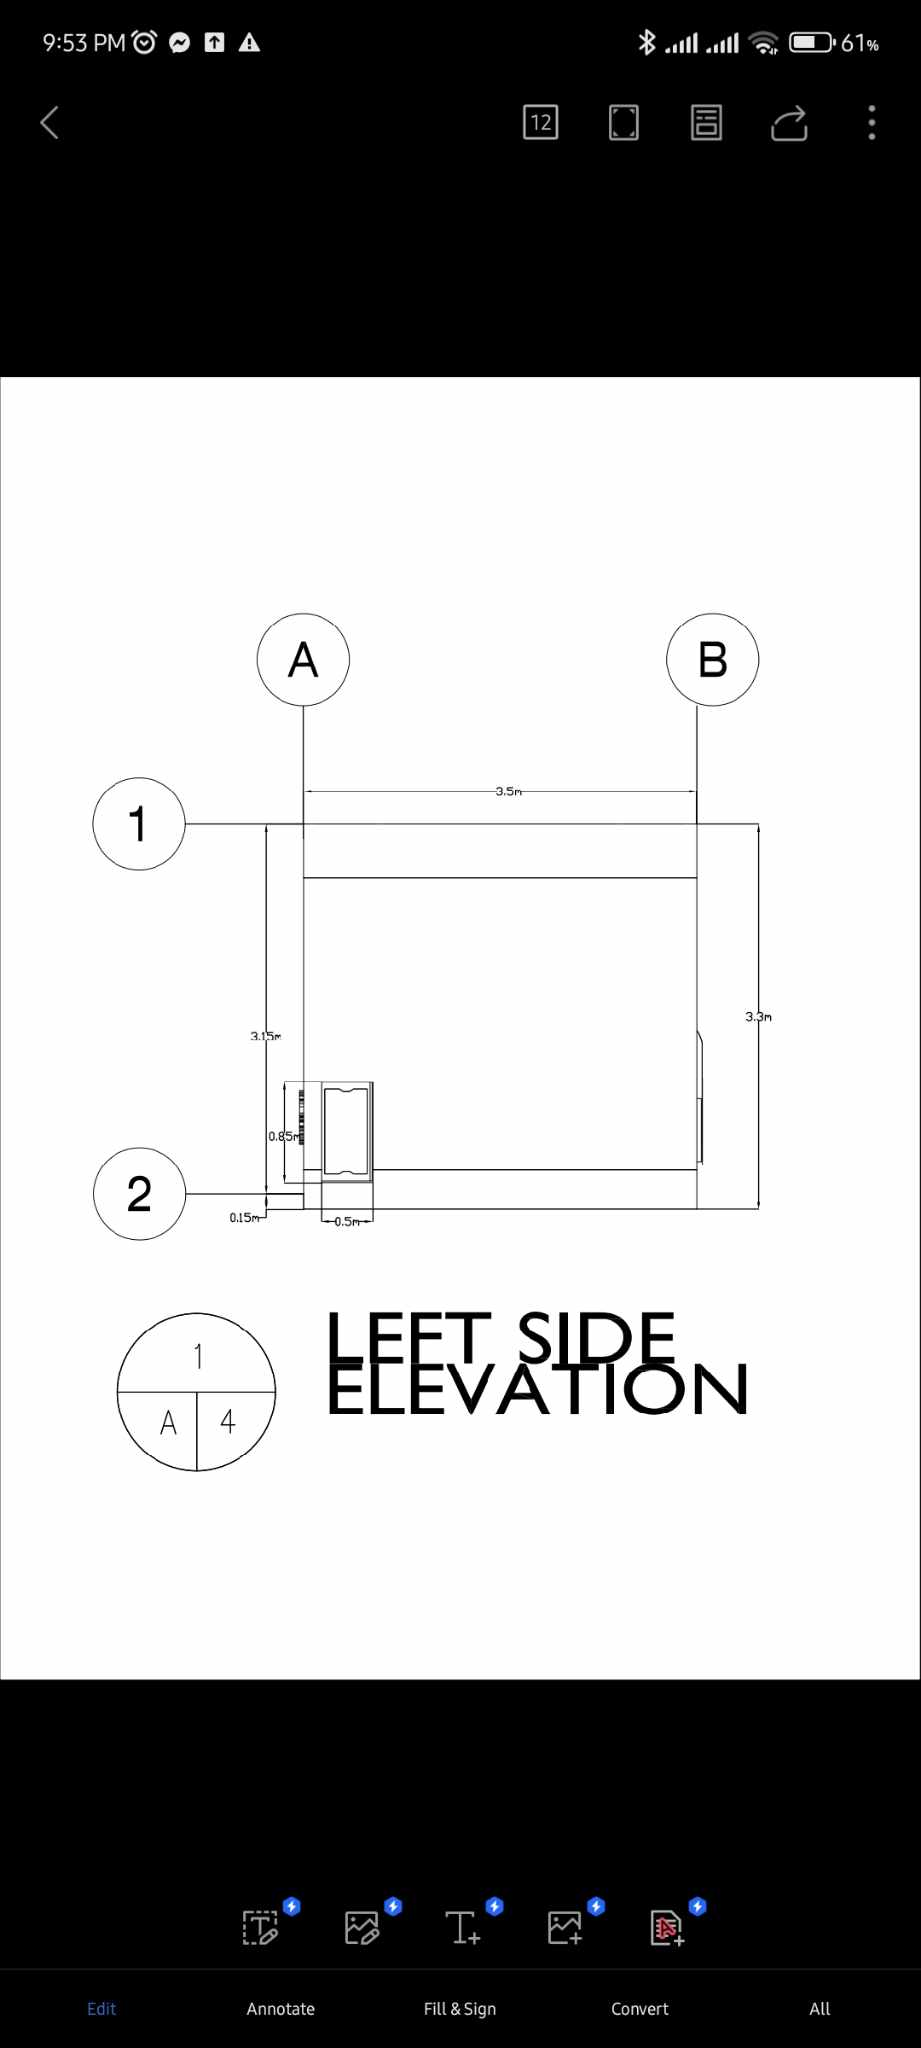 9:53 PM
61%
12
A
B
3.5m
1
3.3m
3.15m
0.85m
2
0.15m
0.5m
1
A 4
LEFT SIDE
ELEVATION
Edit Annotate Fill & Sign Convert All